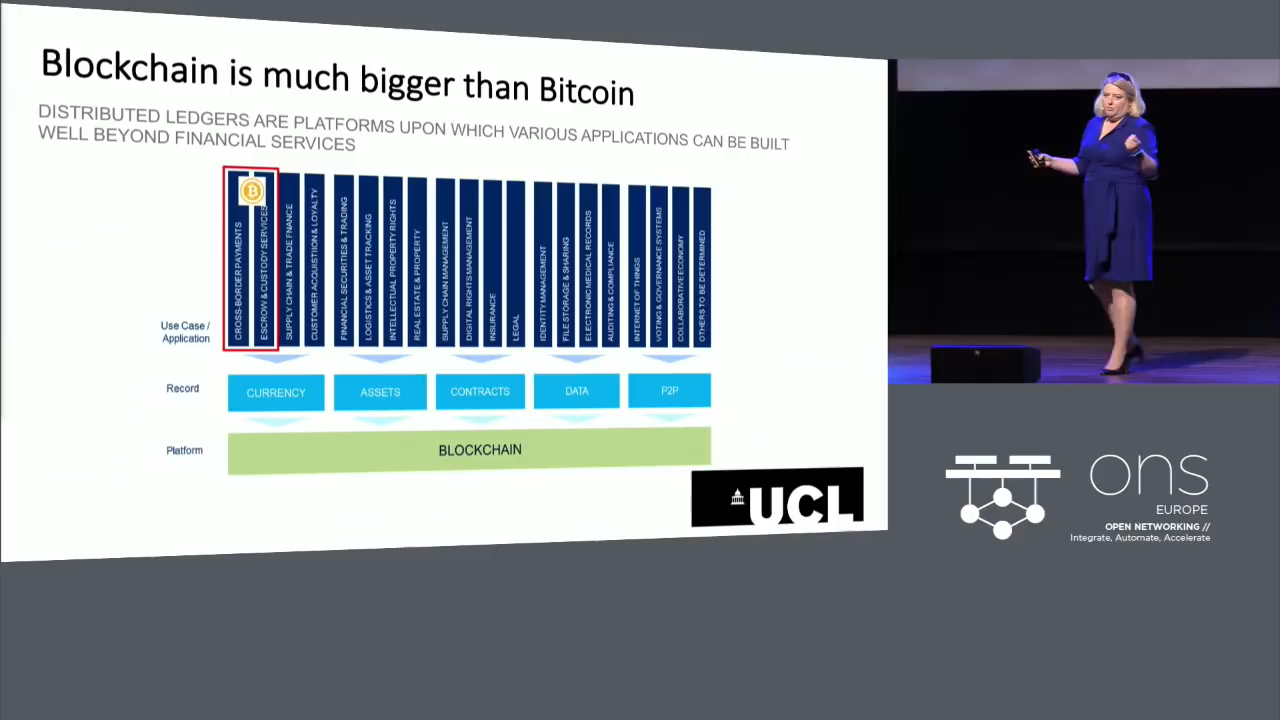 Blockchain is much bigger than Bitcoin
DISTRIBUTED LEDGERS ARE PLATFORMS UPON WHICH VARIOUS APPLICATIONS CAN BE BUILT
WELL BEYOND FINANCIAL SERVICES
Use Case /
Application
CROSS-BORDER PAYMENTS
ESCROW & CUSTODY SERVICES
SUPPLY CHAIN & TRADE FINANCE
CUSTOMER ACQUISTION & LOYALTY
FINANCIAL SECURITIES & TRADING
LOGISTICS & ASSET TRACKING
INTELLECTUAL PROPERTY RIGHTS
REAL ESTATE & PROPERTY
SUPPLY CHAIN MANAGEMENT
DIGITAL RIGHTS MANAGEMENT
INSURANCE
LEGAL
IDENTITY MANAGEMENT
FILE STORAGE & SHARING
ELECTRONIC MEDICAL RECORDS
AUDITING & COMPLIANCE
INTERNET OF THINGS
VOTING & GOVERNANCE SYSTEMS
COLLABORATIVE ECONOMY
OTHERS TO BE DETERMINED
Record
CURRENCY
ASSETS
CONTRACTS
DATA
P2P
Platform
BLOCKCHAIN
UCL
ons
EUROPE
OPEN NETWORKING //
Integrate, Automate, Accelerate